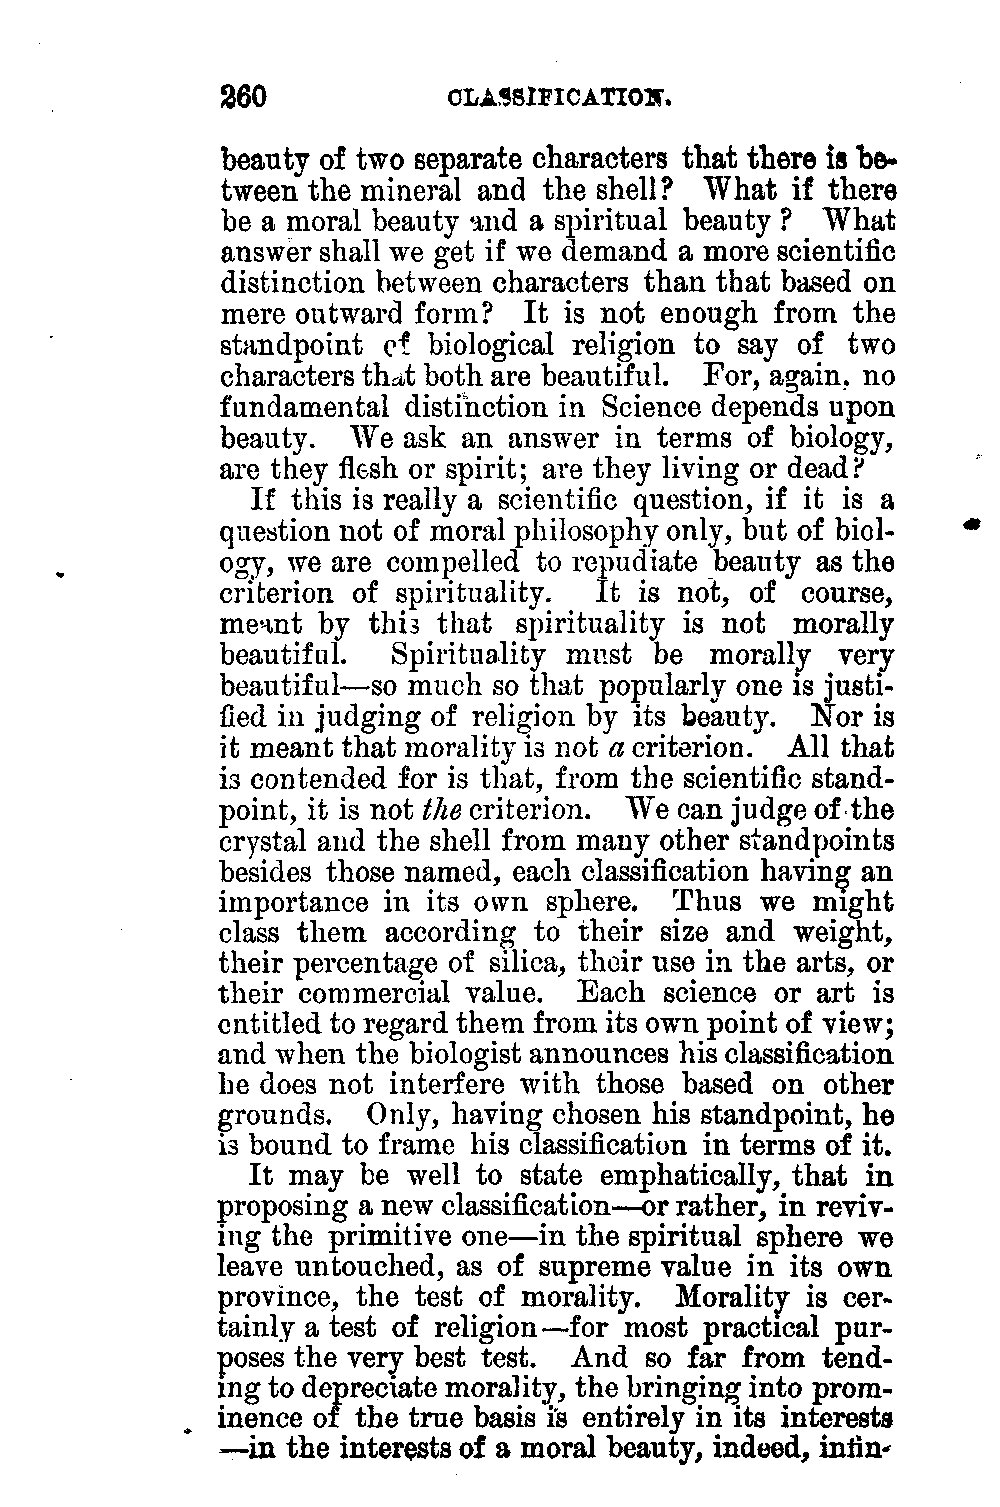 260 CLASSIFICATION.
beauty of two separate characters that there is be-
tween the mineral and the shell? What if there
be a moral beauty and a spiritual beauty? What
answer shall we get if we demand a more scientific
distinction between characters than that based on
mere outward form? It is not enough from the
standpoint of biological religion to say of two
characters that both are beautiful. For, again, no
fundamental distinction in Science depends upon
beauty. We ask an answer in terms of biology,
are they flesh or spirit; are they living or dead?
If this is really a scientific question, if it is a
question not of moral philosophy only, but of biol-
ogy, we are compelled to repudiate beauty as the
criterion of spirituality. It is not, of course,
meant by this that spirituality is not morally
beautiful. Spirituality must be morally very
beautiful—so much so that popularly one is justi-
fied in judging of religion by its beauty. Nor is
it meant that morality is not a criterion. All that
is contended for is that, from the scientific stand-
point, it is not the criterion. We can judge of the
crystal and the shell from many other standpoints
besides those named, each classification having an
importance in its own sphere. Thus we might
class them according to their size and weight,
their percentage of silica, their use in the arts, or
their commercial value. Each science or art is
entitled to regard them from its own point of view;
and when the biologist announces his classification
he does not interfere with those based on other
grounds. Only, having chosen his standpoint, he
is bound to frame his classification in terms of it.
It may be well to state emphatically, that in
proposing a new classification—or rather, in reviv-
ing the primitive one—in the spiritual sphere we
leave untouched, as of supreme value in its own
province, the test of morality. Morality is cer-
tainly a test of religion—for most practical pur-
poses the very best test. And so far from tend-
ing to depreciate morality, the bringing into prom-
inence of the true basis is entirely in its interests
—in the interests of a moral beauty, indeed, infin-